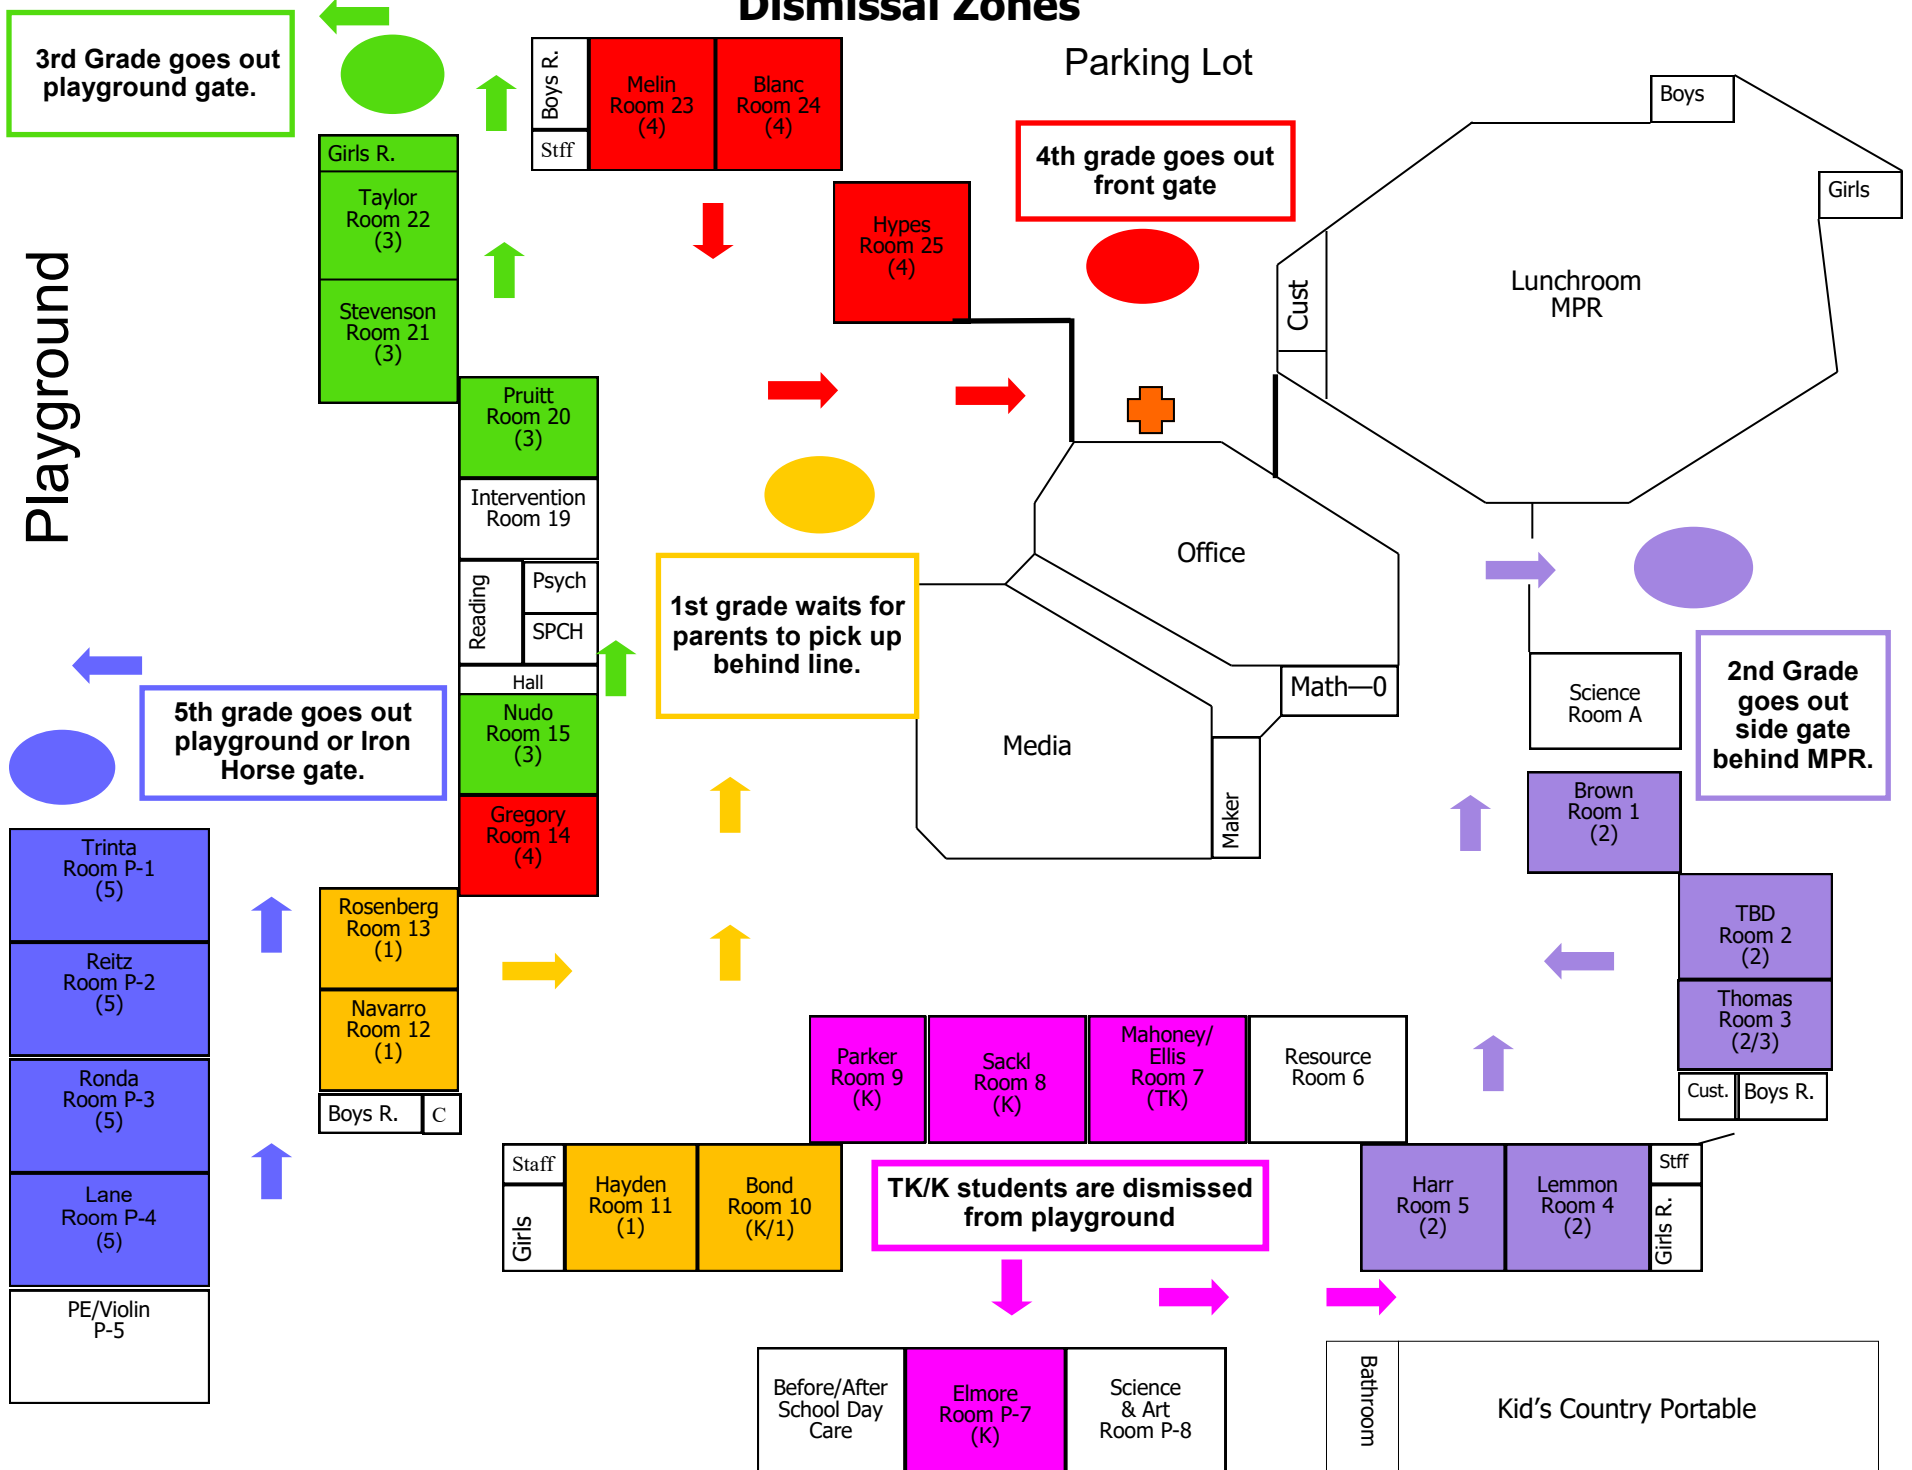 Dismissal Zones
3rd Grade goes out
playground gate.
Boys R.
Stff
Melin
Room 23
(4)
Blanc
Room 24
(4)
Parking Lot
Boys
Girls
4th grade goes out
front gate
Girls R.
Taylor
Room 22
(3)
Stevenson
Room 21
(3)
Hypes
Room 25
(4)
Cust
Lunchroom
MPR
Playground
Pruitt
Room 20
(3)
Intervention
Room 19
Reading
Psych
SPCH
Hall
Nudo
Room 15
(3)
Gregory
Room 14
(4)
1st grade waits for
parents to pick up
behind line.
Office
Math—0
Media
Maker
Science
Room A
2nd Grade
goes out
side gate
behind MPR.
5th grade goes out
playground or Iron
Horse gate.
Trinta
Room P-1
(5)
Reitz
Room P-2
(5)
Ronda
Room P-3
(5)
Lane
Room P-4
(5)
PE/Violin
P-5
Rosenberg
Room 13
(1)
Navarro
Room 12
(1)
Boys R.
C
Brown
Room 1
(2)
TBD
Room 2
(2)
Thomas
Room 3
(2/3)
Cust.
Boys R.
Parker
Room 9
(K)
Sackl
Room 8
(K)
Mahoney/
Ellis
Room 7
(TK)
Resource
Room 6
Staff
Girls
Hayden
Room 11
(1)
Bond
Room 10
(K/1)
TK/K students are dismissed
from playground
Harr
Room 5
(2)
Lemmon
Room 4
(2)
Stff
Girls R.
Before/After
School Day
Care
Elmore
Room P-7
(K)
Science
& Art
Room P-8
Bathroom
Kid's Country Portable